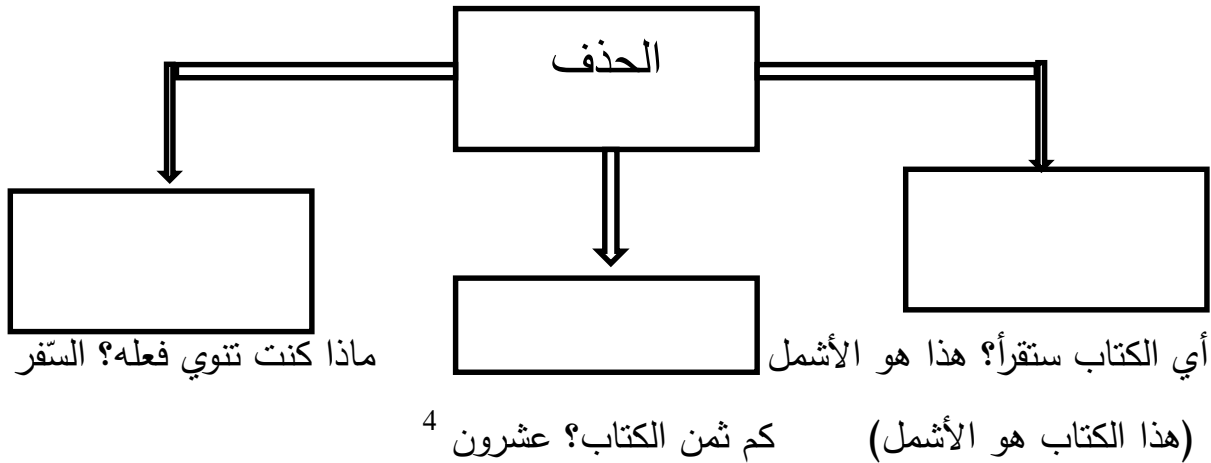 الحذف
أي الكتاب ستقرأ؟ هذا هو الأشمل
ماذا كنت تنوي فعله؟ السّفر
(هذا الكتاب هو الأشمل)
كم ثمن الكتاب؟ عشرون 4